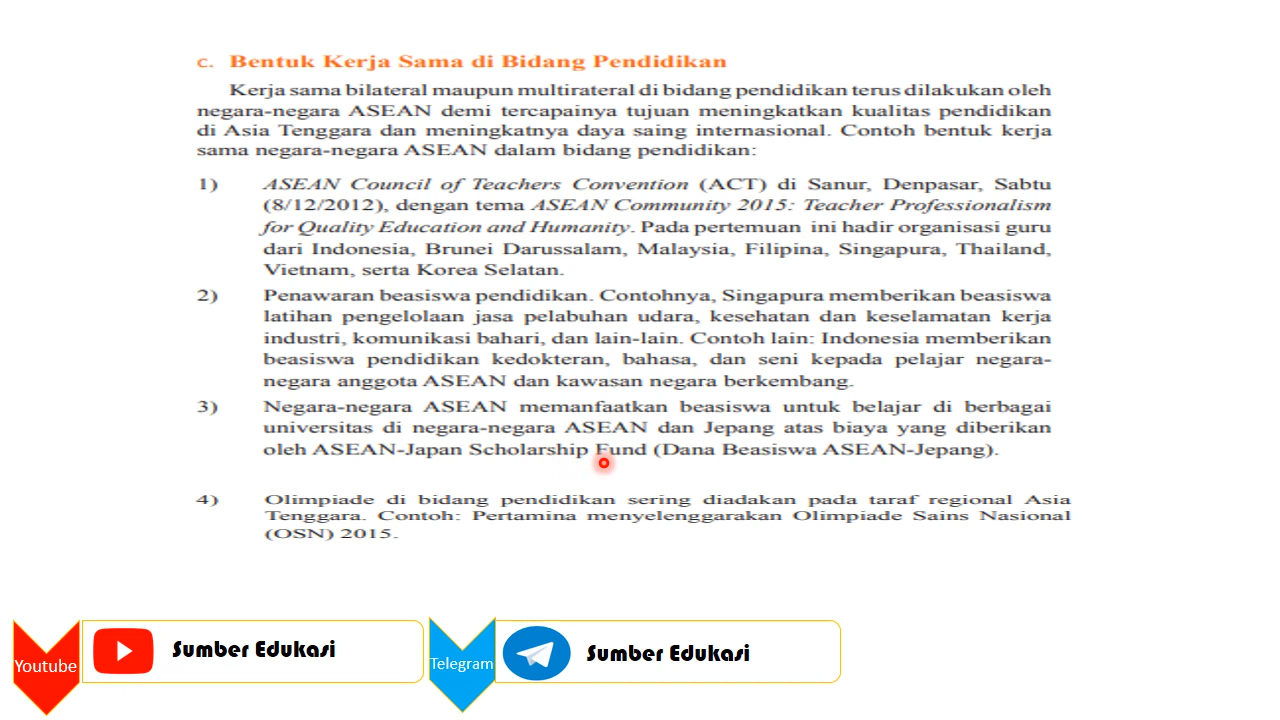 c. Bentuk Kerja Sama di Bidang Pendidikan
Kerja sama bilateral maupun multirateral di bidang pendidikan terus dilakukan oleh
negara-negara ASEAN demi tercapainya tujuan meningkatkan kualitas pendidikan
di Asia Tenggara dan meningkatnya daya saing internasional. Contoh bentuk kerja
sama negara-negara ASEAN dalam bidang pendidikan:
1) ASEAN Council of Teachers Convention (ACT) di Sanur, Denpasar, Sabtu
(8/12/2012), dengan tema ASEAN Community 2015: Teacher Professionalism
for Quality Education and Humanity. Pada pertemuan ini hadir organisasi guru
dari Indonesia, Brunei Darussalam, Malaysia, Filipina, Singapura, Thailand,
Vietnam, serta Korea Selatan.
2) Penawaran beasiswa pendidikan. Contohnya, Singapura memberikan beasiswa
latihan pengelolaan jasa pelabuhan udara, kesehatan dan keselamatan kerja
industri, komunikasi bahari, dan lain-lain. Contoh lain: Indonesia memberikan
beasiswa pendidikan kedokteran, bahasa, dan seni kepada pelajar negara-
negara anggota ASEAN dan kawasan negara berkembang.
3) Negara-negara ASEAN memanfaatkan beasiswa untuk belajar di berbagai
universitas di negara-negara ASEAN dan Jepang atas biaya yang diberikan
oleh ASEAN-Japan Scholarship Fund (Dana Beasiswa ASEAN-Jepang).
4) Olimpiade di bidang pendidikan sering diadakan pada taraf regional Asia
Tenggara. Contoh: Pertamina menyelenggarakan Olimpiade Sains Nasional
(OSN) 2015.
Youtube Sumber Edukasi
Telegram Sumber Edukasi